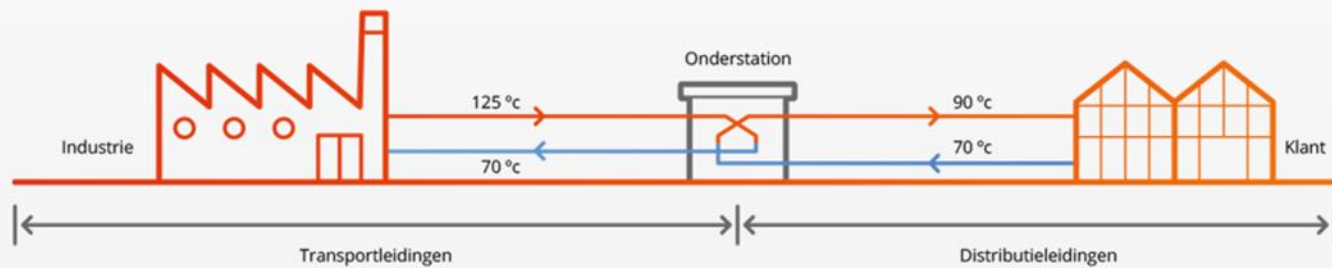 Onderstation
125 °c
90 °c
Industrie
70 °c
70 °c
Klant
Transportleidingen
Distributieleidingen